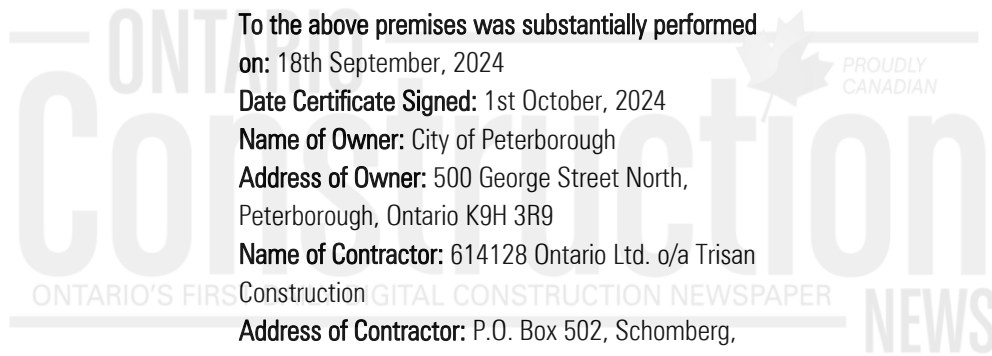 To the above premises was substantially performed
on: 18th September, 2024
Date Certificate Signed: 1st October, 2024
Name of Owner: City of Peterborough
Address of Owner: 500 George Street North,
Peterborough, Ontario K9H 3R9
Name of Contractor: 614128 Ontario Ltd. o/a Trisan
Construction
Address of Contractor: P.O. Box 502, Schomberg,
ONTARIO
Construction
PROUDLY
CANADIAN
ONTARIO'S FIRS DIGITAL CONSTRUCTION NEWSPAPER
NEWS